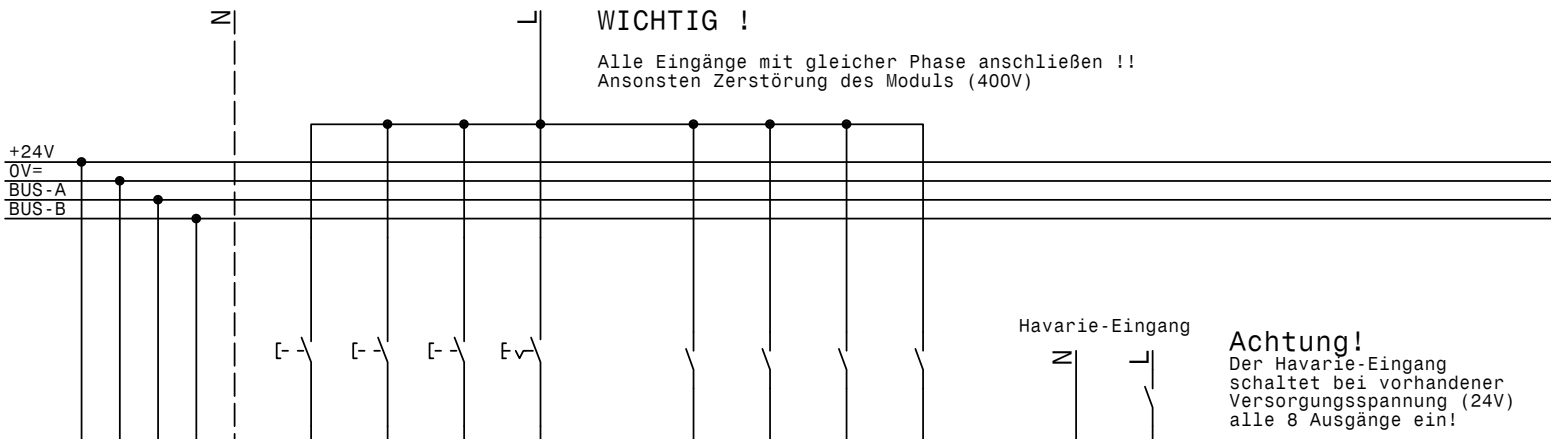 N
L
WICHTIG !
Alle Eingänge mit gleicher Phase anschließen !!
Ansonsten Zerstörung des Moduls (400V)
+24V
0V=
BUS-A
BUS-B
Havarie-Eingang
N
L
Achtung!
Der Havarie-Eingang
schaltet bei vorhandener
Versorgungsspannung (24V)
alle 8 Ausgänge ein!